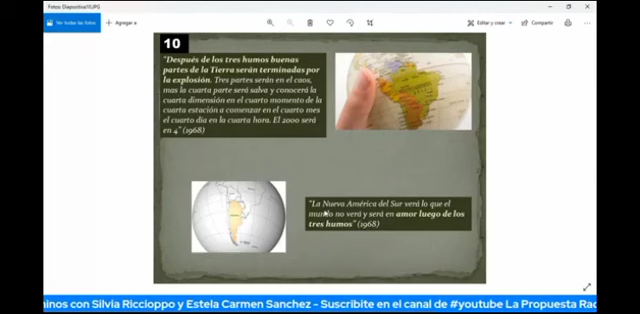 Fotos Diapositiva10.JPG
Ver todas las fotos
Agregar a
Editar y crear
Compartir
10
"Después de los tres humos buenas
partes de la Tierra serán terminadas por
la explosión. Tres partes serán en el caos,
mas la cuarta parte será salva y conocerá la
cuarta dimensión en el cuarto momento de la
cuarta estación a comenzar en el cuarto mes
el cuarto día en la cuarta hora. El 2000 será
en 4" (1968)
"La Nueva América del Sur verá lo que el
mundo no verá y será en amor luego de los
tres humos" (1968)
ninos con Silvia Riccioppo y Estela Carmen Sanchez - Suscribite en el canal de #youtube La Propuesta Rad